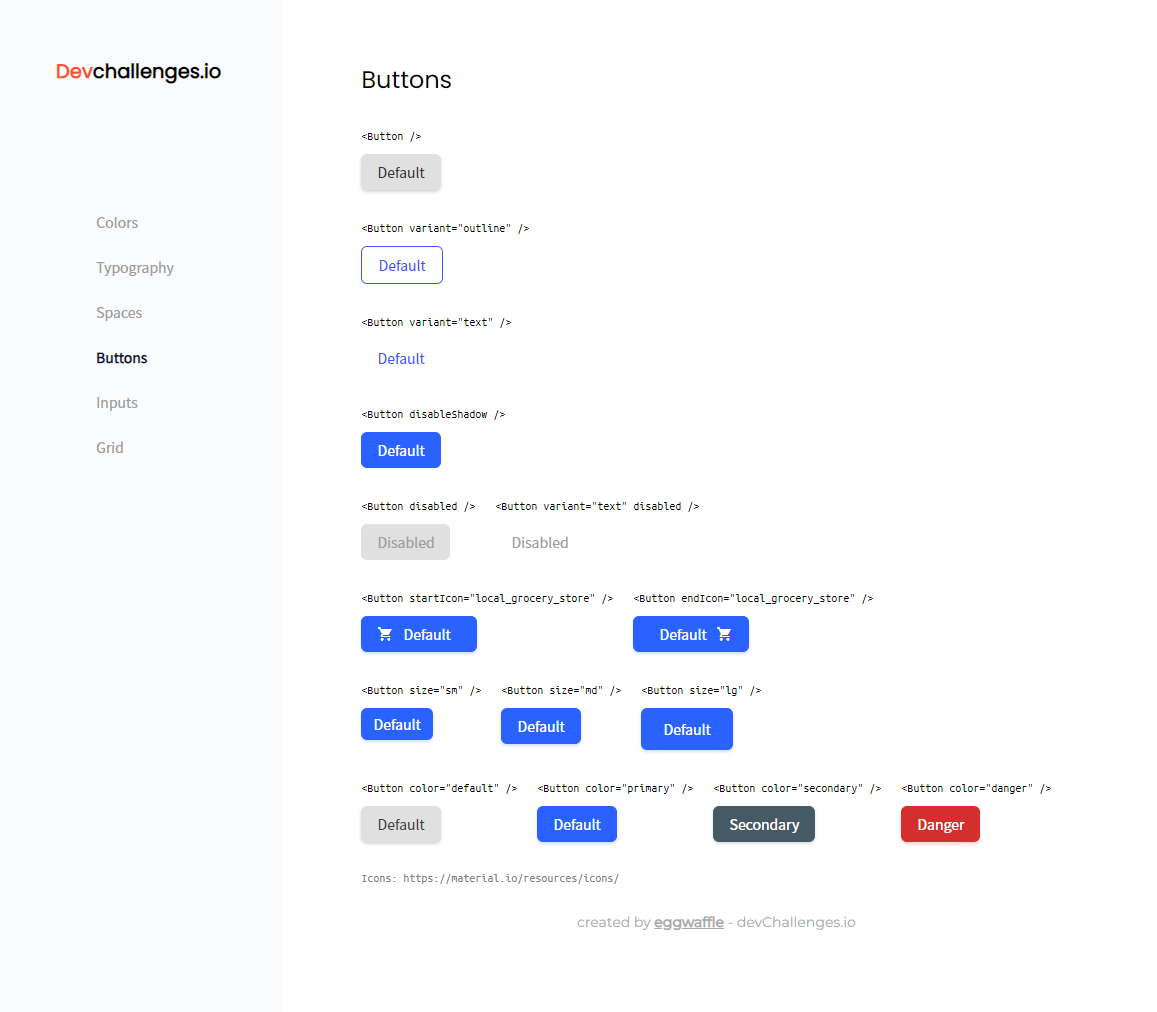 Devchallenges.io
Colors
Typography
Spaces
Buttons
Inputs
Grid
Buttons
<Button />
Default
<Button variant="outline" />
Default
<Button variant="text" />
Default
<Button disableShadow />
Default
<Button disabled /> <Button variant="text" disabled />
Disabled Disabled
<Button startIcon="local_grocery_store" /> <Button endIcon="local_grocery_store" />
Default Default
<Button size="sm" /> <Button size="md" /> <Button size="lg" />
Default Default Default
<Button color="default" /> <Button color="primary" /> <Button color="secondary" /> <Button color="danger" />
Default Default Secondary Danger
Icons: https://material.io/resources/icons/
created by eggwaffle - devChallenges.io